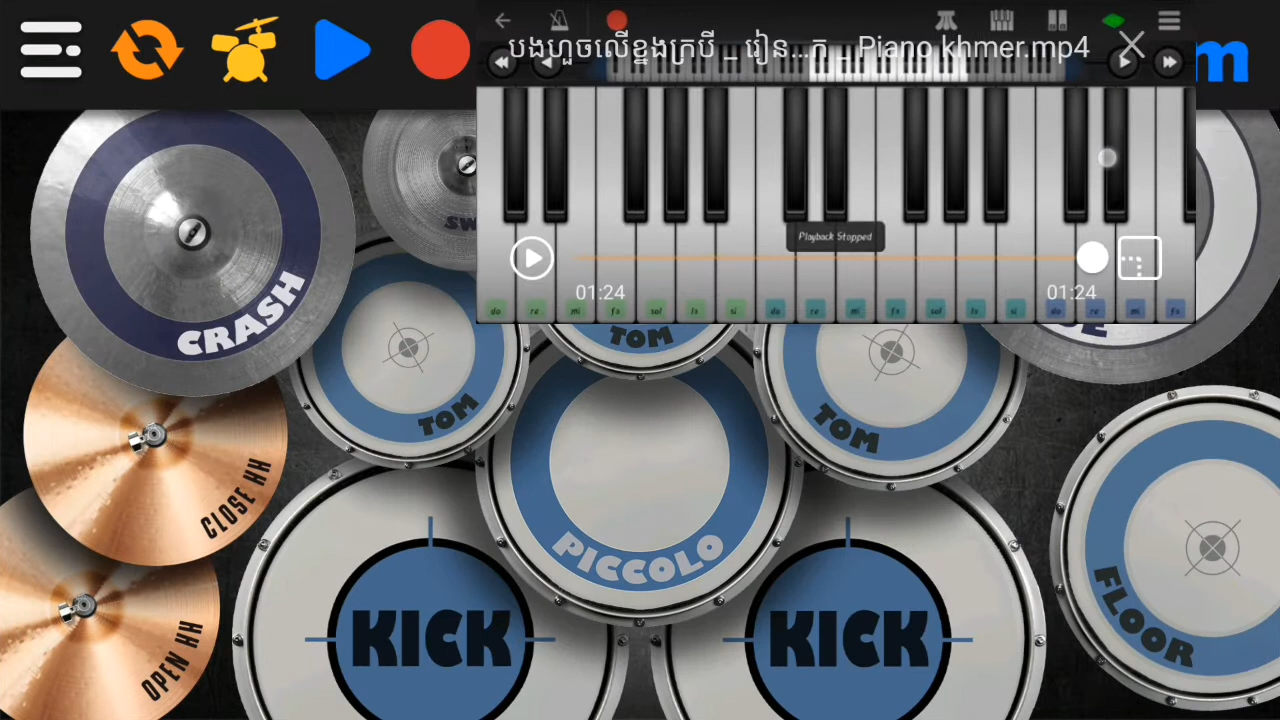 បងហួចលើខ្នងក្របី _ រៀន...ក _ Piano khmer.mp4
m
Playback Stopped
01:24
01:24
do re mi fa sol la si do re mi fa sol la si do re mi fa
CRASH
TOM
TOM
TOM
CLOSE HH
PICCOLO
OPEN HH
KICK
KICK
FLOOR